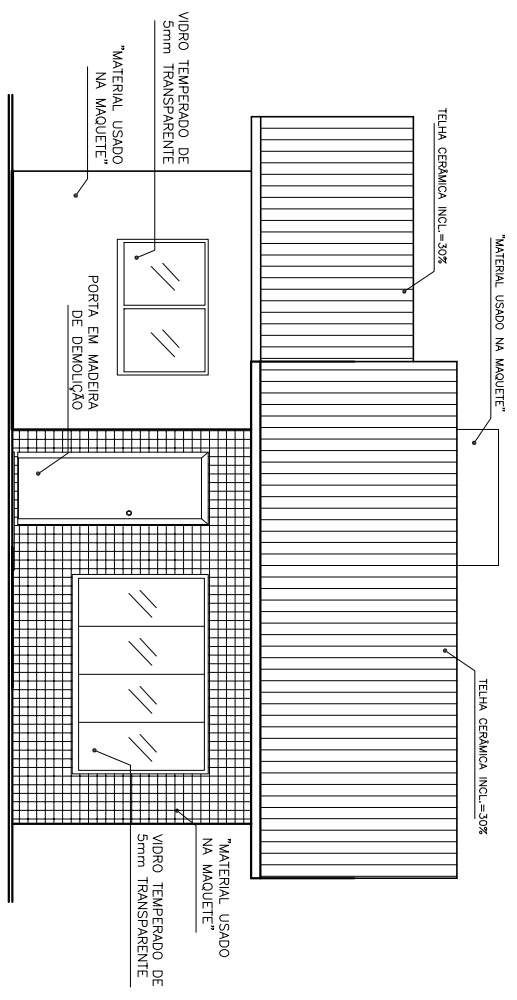 "MATERIAL USADO NA MAQUETE"
TELHA CERÂMICA INCL.=30%
TELHA CERÂMICA INCL.=30%
VIDRO TEMPERADO DE
5mm TRANSPARENTE
"MATERIAL USADO
NA MAQUETE"
PORTA EM MADEIRA
DE DEMOLIÇÃO
"MATERIAL USADO
NA MAQUETE"
VIDRO TEMPERADO DE
5mm TRANSPARENTE